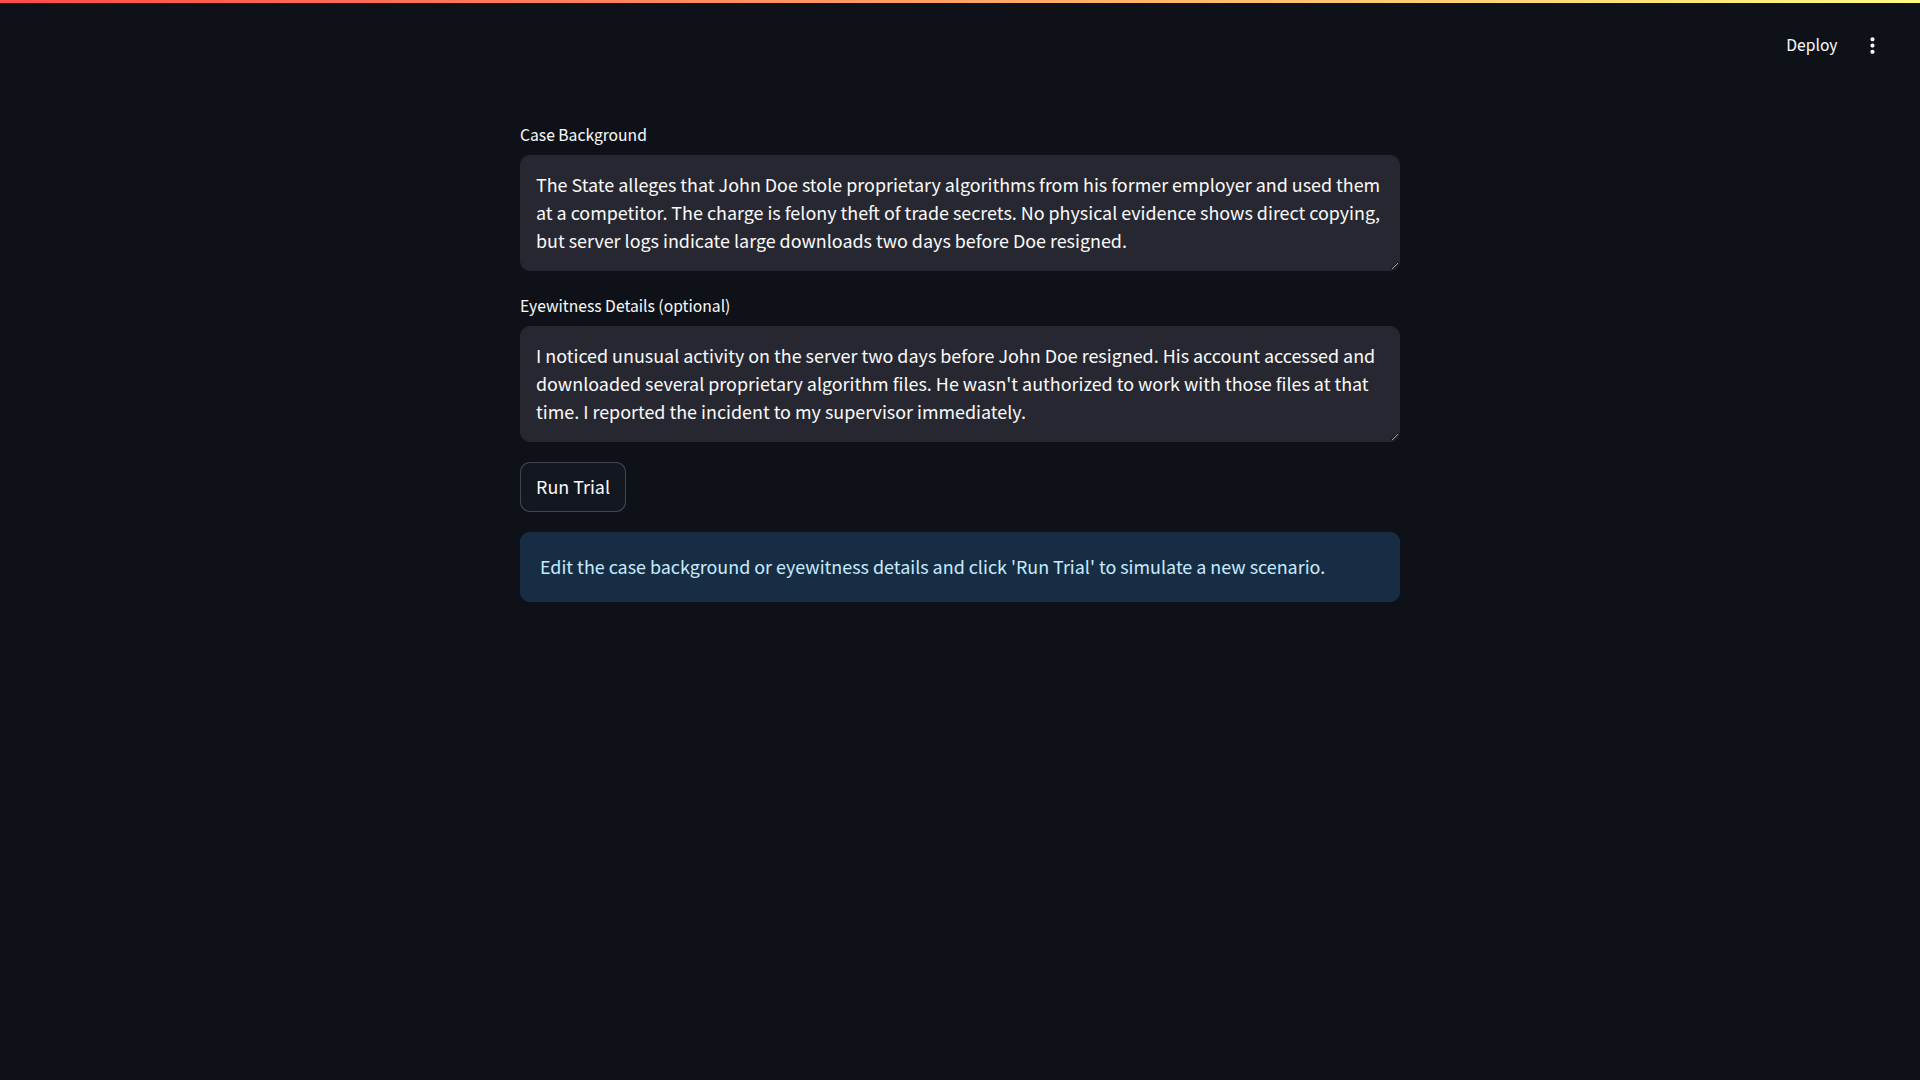 Deploy
Case Background
The State alleges that John Doe stole proprietary algorithms from his former employer and used them
at a competitor. The charge is felony theft of trade secrets. No physical evidence shows direct copying,
but server logs indicate large downloads two days before Doe resigned.
Eyewitness Details (optional)
I noticed unusual activity on the server two days before John Doe resigned. His account accessed and
downloaded several proprietary algorithm files. He wasn't authorized to work with those files at that
time. I reported the incident to my supervisor immediately.
Run Trial
Edit the case background or eyewitness details and click 'Run Trial' to simulate a new scenario.